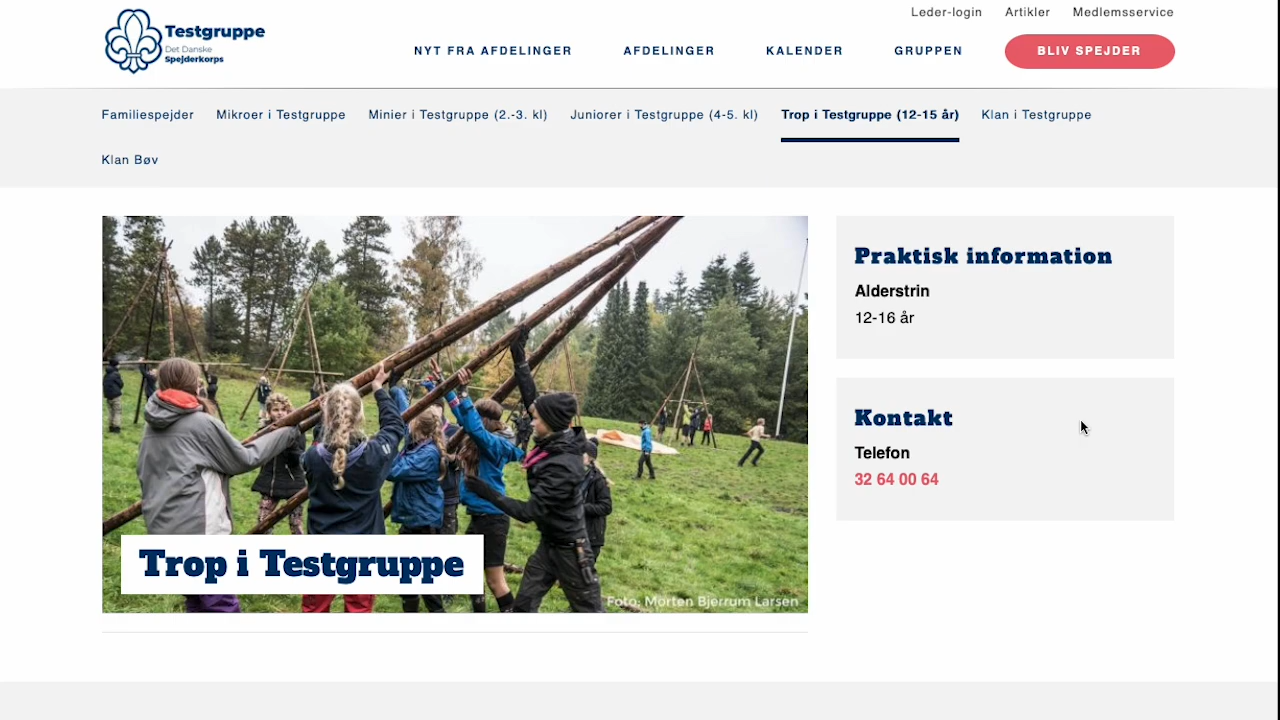 Leder-login Artikler Medlemsservice
Testgruppe
Det Danske
Spejderkorps
NYT FRA AFDELINGER AFDELINGER KALENDER GRUPPEN BLIV SPEJDER
Familiespejder Mikroer i Testgruppe Minier i Testgruppe (2.-3. kl) Juniorer i Testgruppe (4-5. kl) Trop i Testgruppe (12-15 år) Klan i Testgruppe
Klan Bøv
Trop i Testgruppe
Foto: Morten Bjerrum Larsen
Praktisk information
Alderstrin
12-16 år
Kontakt
Telefon
32 64 00 64